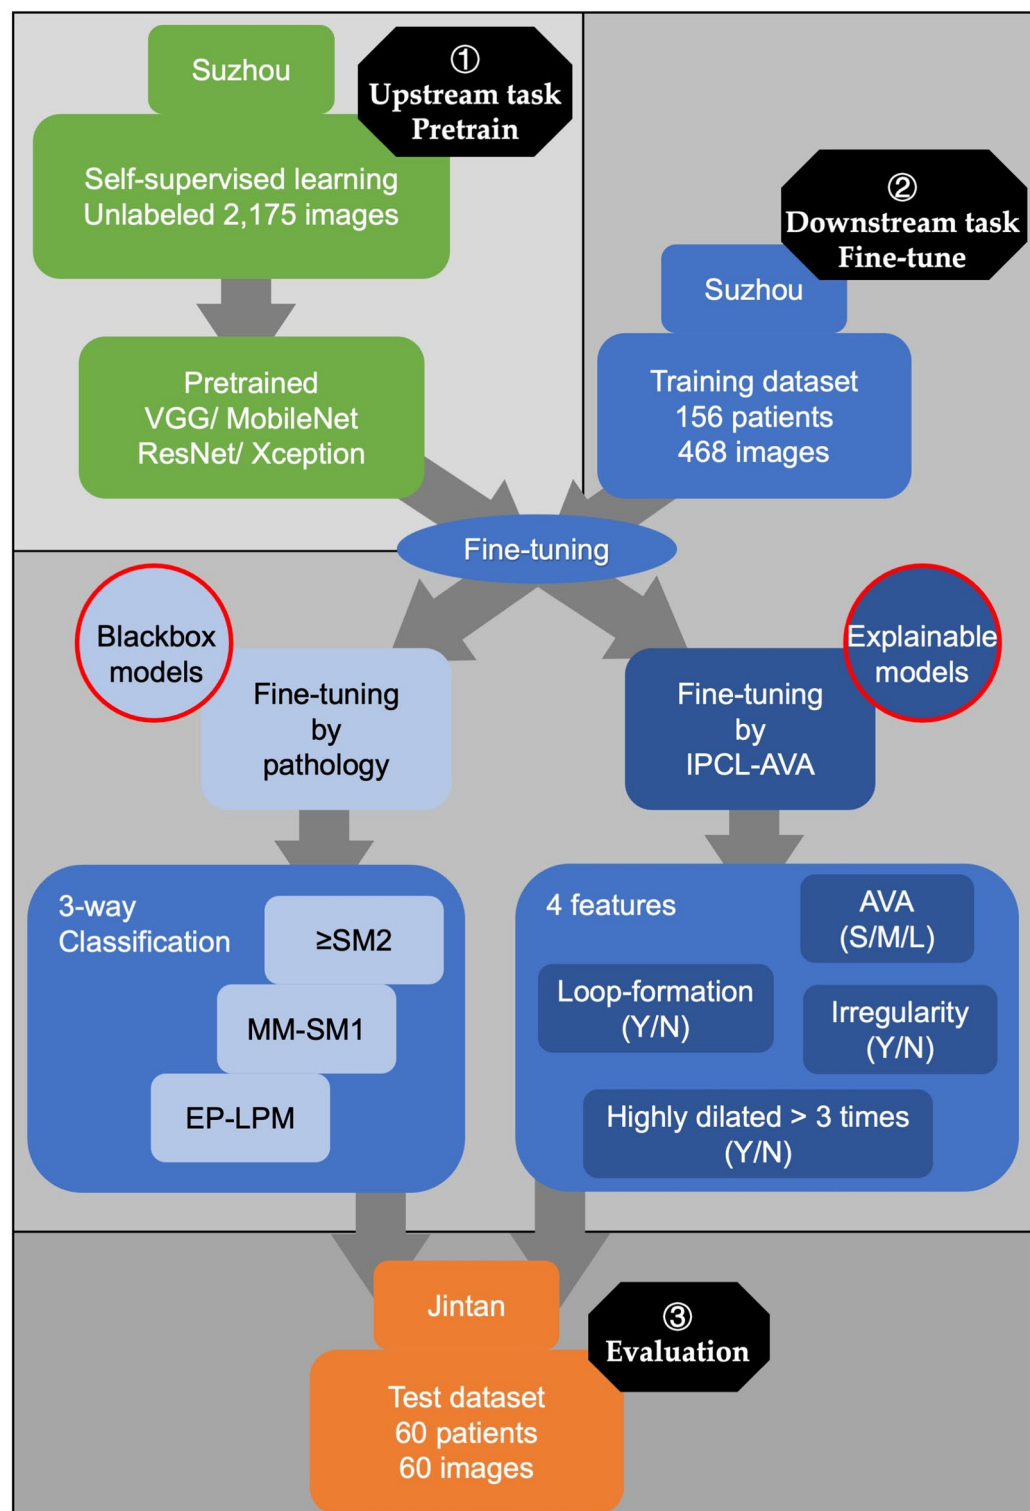 Suzhou
①
Upstream task
Pretrain
Self-supervised learning
Unlabeled 2,175 images
Pretrained
VGG/ MobileNet
ResNet/ Xception
②
Downstream task
Fine-tune
Suzhou
Training dataset
156 patients
468 images
Fine-tuning
Blackbox
models
Fine-tuning
by
pathology
Explainable
models
Fine-tuning
by
IPCL-AVA
3-way
Classification
≥SM2
MM-SM1
EP-LPM
4 features
AVA
(S/M/L)
Loop-formation
(Y/N)
Irregularity
(Y/N)
Highly dilated > 3 times
(Y/N)
Jintan
③
Evaluation
Test dataset
60 patients
60 images